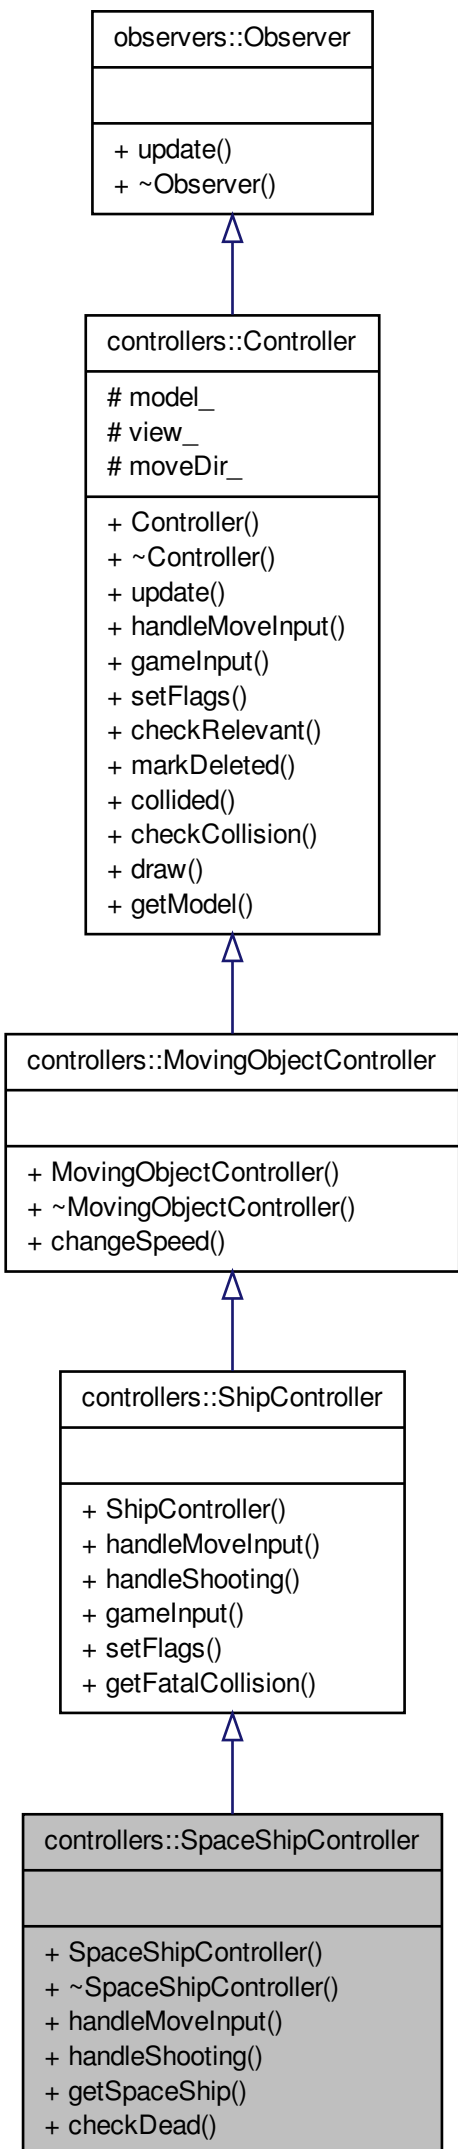 observers::Observer
+ update()
+ ~Observer()
controllers::Controller
# model_
# view_
# moveDir_
+ Controller()
+ ~Controller()
+ update()
+ handleMoveInput()
+ gameInput()
+ setFlags()
+ checkRelevant()
+ markDeleted()
+ collided()
+ checkCollision()
+ draw()
+ getModel()
controllers::MovingObjectController
+ MovingObjectController()
+ ~MovingObjectController()
+ changeSpeed()
controllers::ShipController
+ ShipController()
+ handleMoveInput()
+ handleShooting()
+ gameInput()
+ setFlags()
+ getFatalCollision()
controllers::SpaceShipController
+ SpaceShipController()
+ ~SpaceShipController()
+ handleMoveInput()
+ handleShooting()
+ getSpaceShip()
+ checkDead()